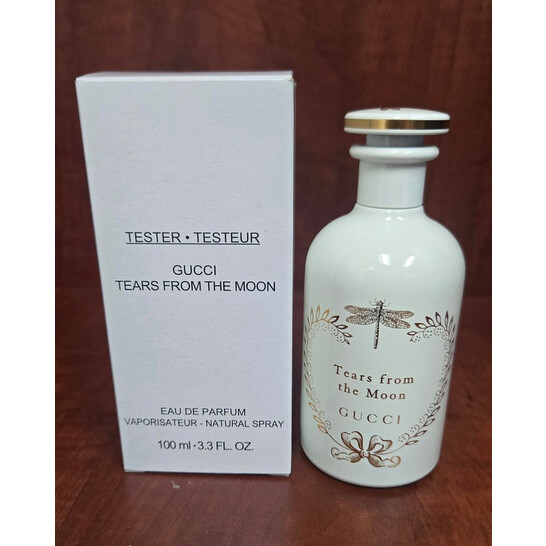 TESTER • TESTEUR
GUCCI
TEARS FROM THE MOON
EAU DE PARFUM
VAPORISATEUR - NATURAL SPRAY
100 ml • 3.3 FL. OZ.
Tears from
the Moon
GUCCI